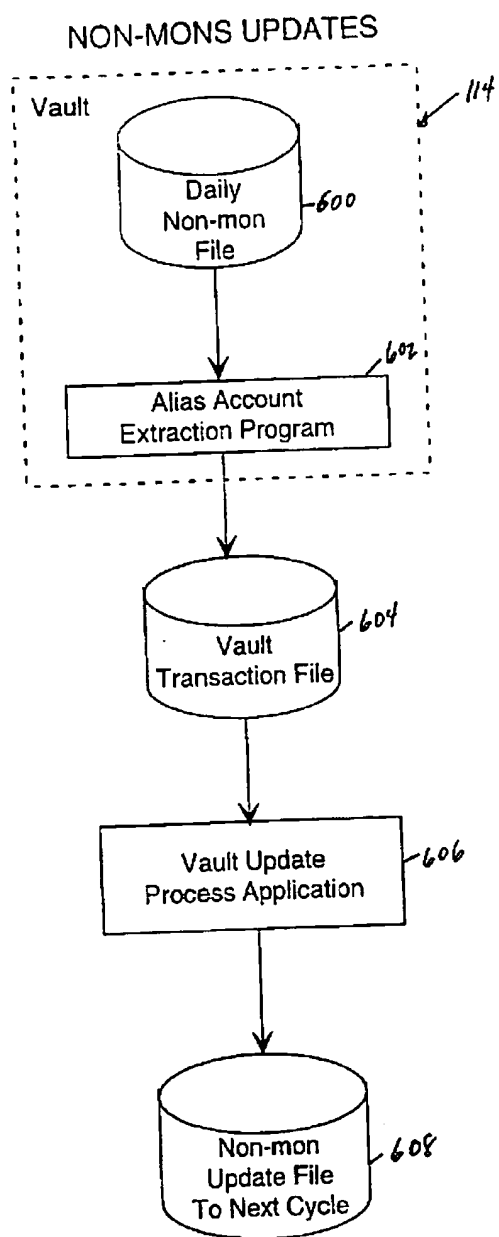 NON-MONS UPDATES
114
Vault
Daily
Non-mon
File
600
602
Alias Account
Extraction Program
604
Vault
Transaction File
606
Vault Update
Process Application
608
Non-mon
Update File
To Next Cycle